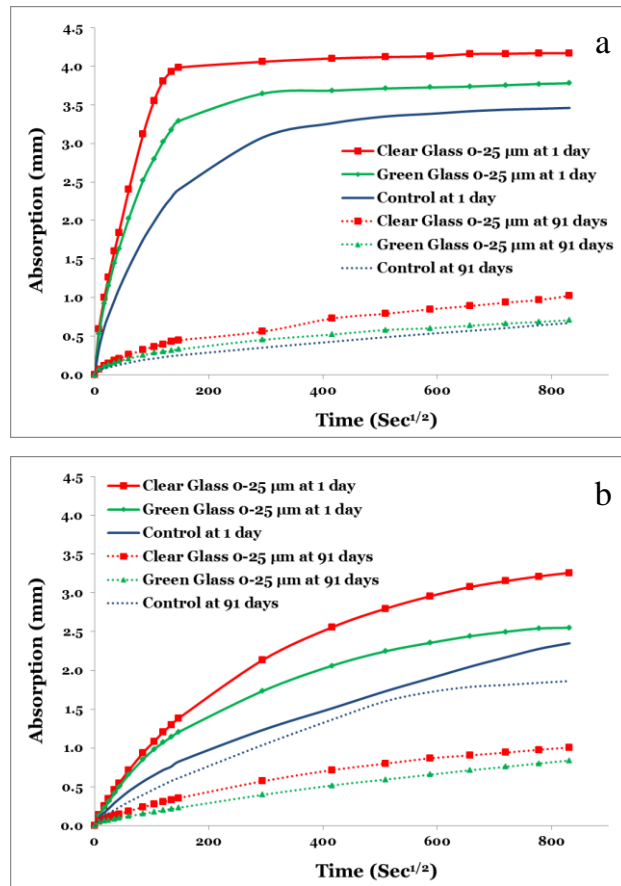 a
4.5
4.0
3.5
3.0
2.5
2.0
1.5
1.0
0.5
0.0
Absorption (mm)
Clear Glass 0-25 μm at 1 day
Green Glass 0-25 μm at 1 day
Control at 1 day
Clear Glass 0-25 μm at 91 days
Green Glass 0-25 μm at 91 days
Control at 91 days
0 200 400 600 800
Time (Sec¹ᐟ²)
b
4.5
4.0
3.5
3.0
2.5
2.0
1.5
1.0
0.5
0.0
Absorption (mm)
Clear Glass 0-25 μm at 1 day
Green Glass 0-25 μm at 1 day
Control at 1 day
Clear Glass 0-25 μm at 91 days
Green Glass 0-25 μm at 91 days
Control at 91 days
0 200 400 600 800
Time (Sec¹ᐟ²)